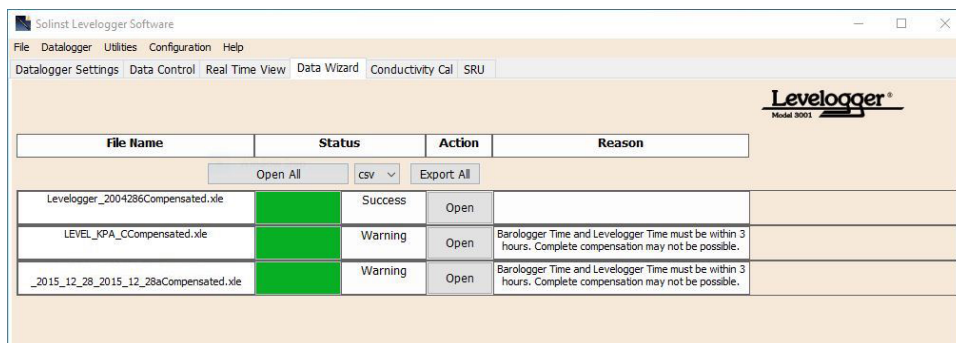 Solinst Levelogger Software
File Datalogger Utilities Configuration Help
Datalogger Settings Data Control Real Time View Data Wizard Conductivity Cal SRU
Levelogger®
Model 3001
File Name Status Action Reason
Open All csv Export All
Levelogger_2004286Compensated.xle Success Open
LEVEL_KPA_CCompensated.xle Warning Open Barologger Time and Levelogger Time must be within 3
hours. Complete compensation may not be possible.
_2015_12_28_2015_12_28aCompensated.xle Warning Open Barologger Time and Levelogger Time must be within 3
hours. Complete compensation may not be possible.